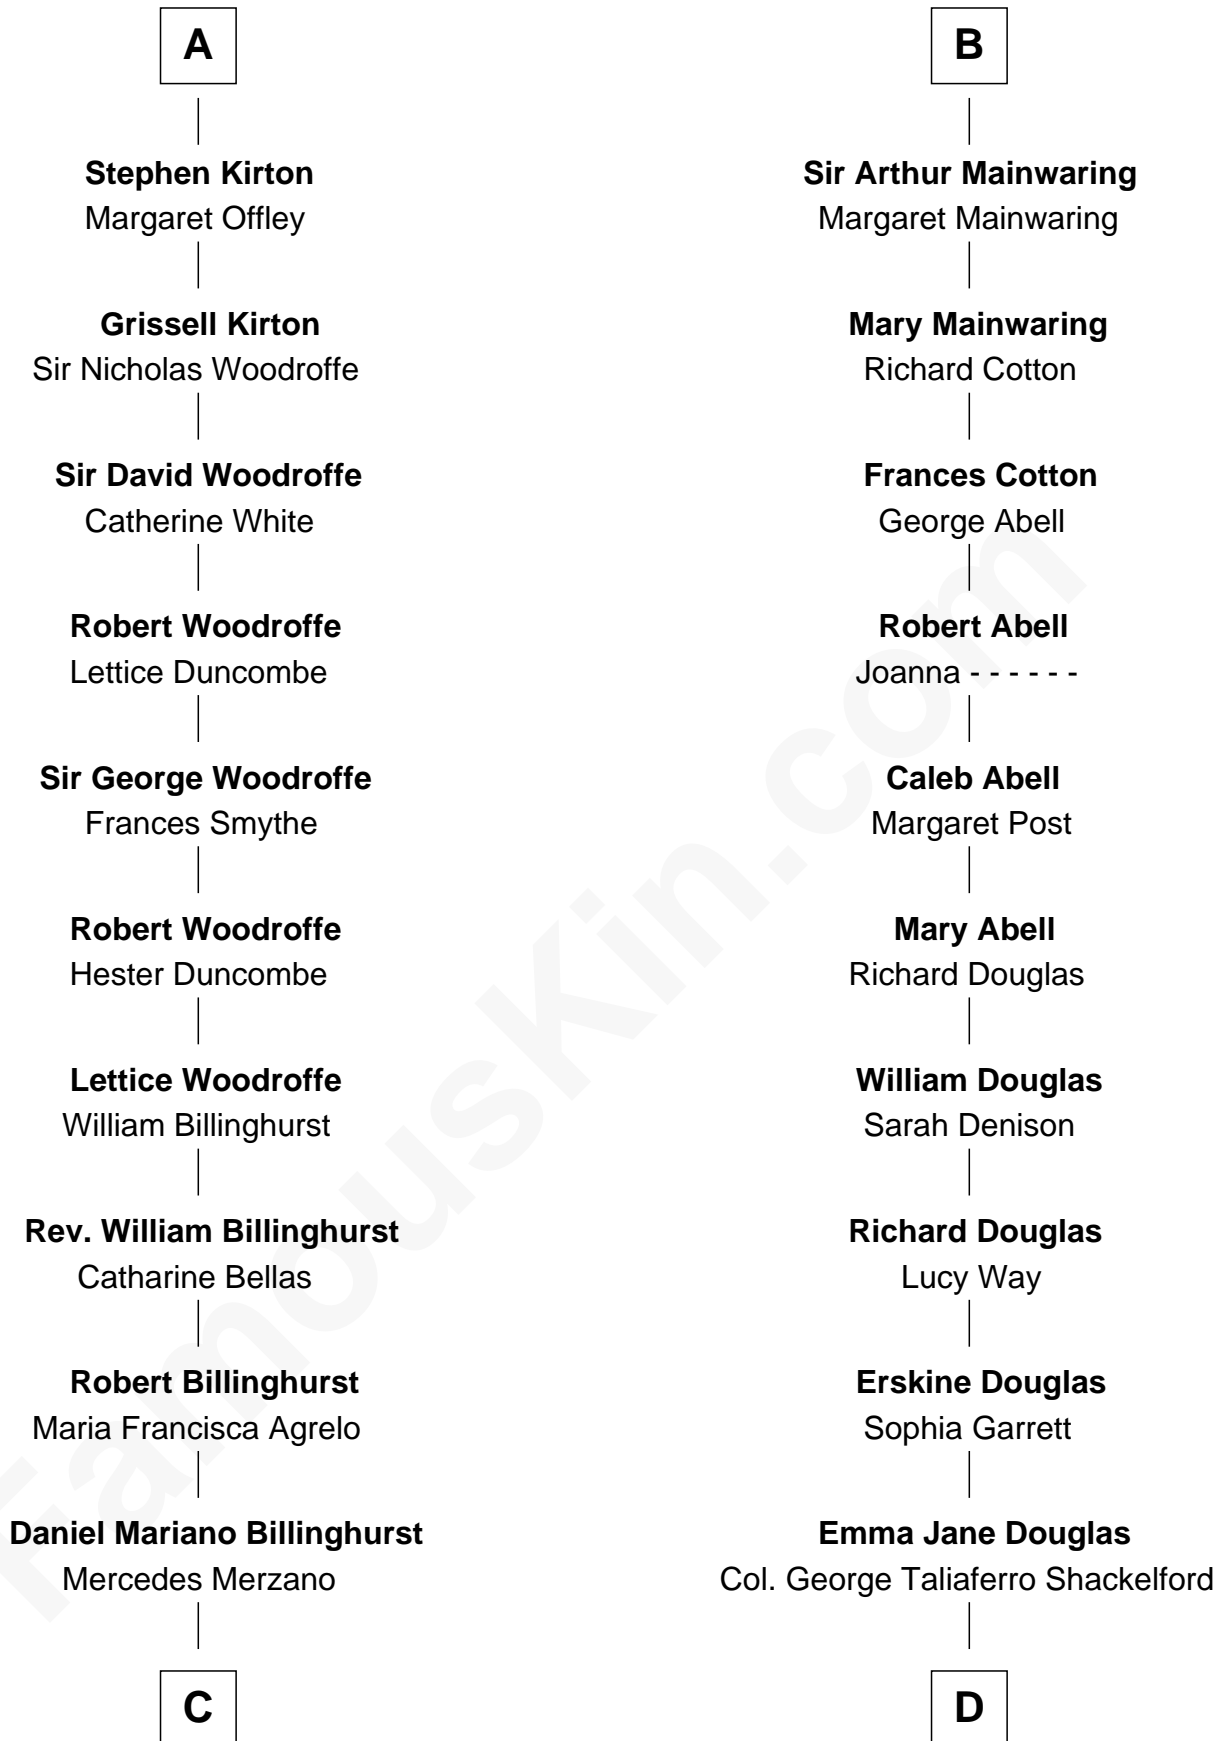 A
Stephen Kirton
Margaret Offley
Grissell Kirton
Sir Nicholas Woodroffe
Sir David Woodroffe
Catherine White
Robert Woodroffe
Lettice Duncombe
Sir George Woodroffe
Frances Smythe
Robert Woodroffe
Hester Duncombe
Lettice Woodroffe
William Billinghurst
Rev. William Billinghurst
Catharine Bellas
Robert Billinghurst
Maria Francisca Agrelo
Daniel Mariano Billinghurst
Mercedes Merzano
C
B
Sir Arthur Mainwaring
Margaret Mainwaring
Mary Mainwaring
Richard Cotton
Frances Cotton
George Abell
Robert Abell
Joanna - - - - - -
Caleb Abell
Margaret Post
Mary Abell
Richard Douglas
William Douglas
Sarah Denison
Richard Douglas
Lucy Way
Erskine Douglas
Sophia Garrett
Emma Jane Douglas
Col. George Taliaferro Shackelford
D
FamousKin.com